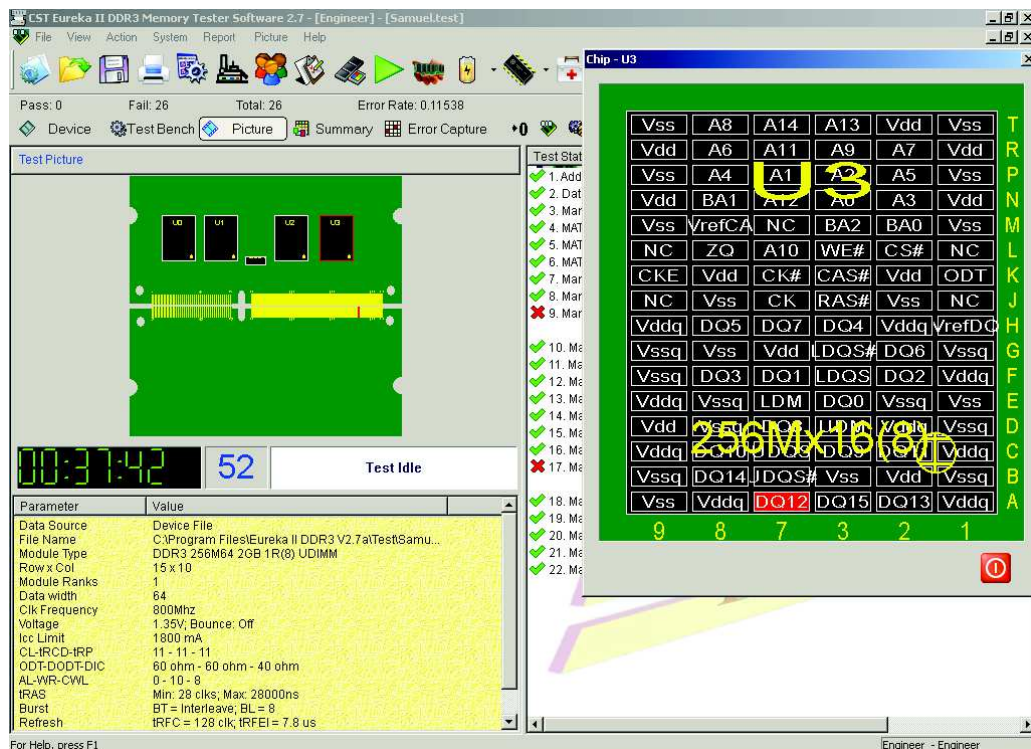 CST Eureka II DDR3 Memory Tester Software 2.7 - [Engineer] - [Samuel.test]
File View Action System Report Picture Help
Pass: 0 Fail: 26 Total: 26 Error Rate: 0.11538
Device Test Bench Picture Summary Error Capture
Test Picture
U0 U1 U2 U3
00:37:42
52
Test Idle
Parameter Value
Data Source Device File
File Name C:\Program Files\Eureka II DDR3 V2.7a\Test\Samu...
Module Type DDR3 256M64 2GB 1R(8) UDIMM
Row x Col 15 x 10
Module Ranks 1
Data width 64
Clk Frequency 800Mhz
Voltage 1.35V; Bounce: Off
Icc Limit 1800 mA
CL-tRCD-tRP 11 - 11 - 11
ODT-DODT-DIC 60 ohm - 60 ohm - 40 ohm
AL-WR-CWL 0 - 10 - 8
tRAS Min: 28 clks; Max: 28000ns
Burst BT = Interleave; BL = 8
Refresh tRFC = 128 clk; tRFEI = 7.8 us
Test Stat
1. Add
2. Dat
3. Mar
4. MAT
5. MAT
6. MAT
7. Mar
8. Mar
9. Mar
10. Ma
11. Ma
12. Ma
13. Ma
14. Ma
15. Ma
16. Ma
17. Ma
18. Ma
19. Ma
20. Ma
21. Ma
22. Ma
Chip - U3
Vss A8 A14 A13 Vdd Vss T
Vdd A6 A11 A9 A7 Vdd R
Vss A4 A1 A2 A5 Vss P
U3
Vdd BA1 A12 A0 A3 Vdd N
Vss VrefCA NC BA2 BA0 Vss M
NC ZQ A10 WE# CS# NC L
CKE Vdd CK# CAS# Vdd ODT K
NC Vss CK RAS# Vss NC J
Vddq DQ5 DQ7 DQ4 Vddq VrefDQ H
Vssq Vss Vdd LDQS# DQ6 Vssq G
Vssq DQ3 DQ1 LDQS DQ2 Vddq F
Vddq Vssq LDM DQ0 Vssq Vss E
Vdd Vssq Vssq D
256Mx16(8)
Vddq Vddq C
Vssq DQ14 UDQS# Vss Vdd Vssq B
Vss Vddq DQ12 DQ15 DQ13 Vddq A
9 8 7 3 2 1
For Help, press F1
Engineer - Engineer